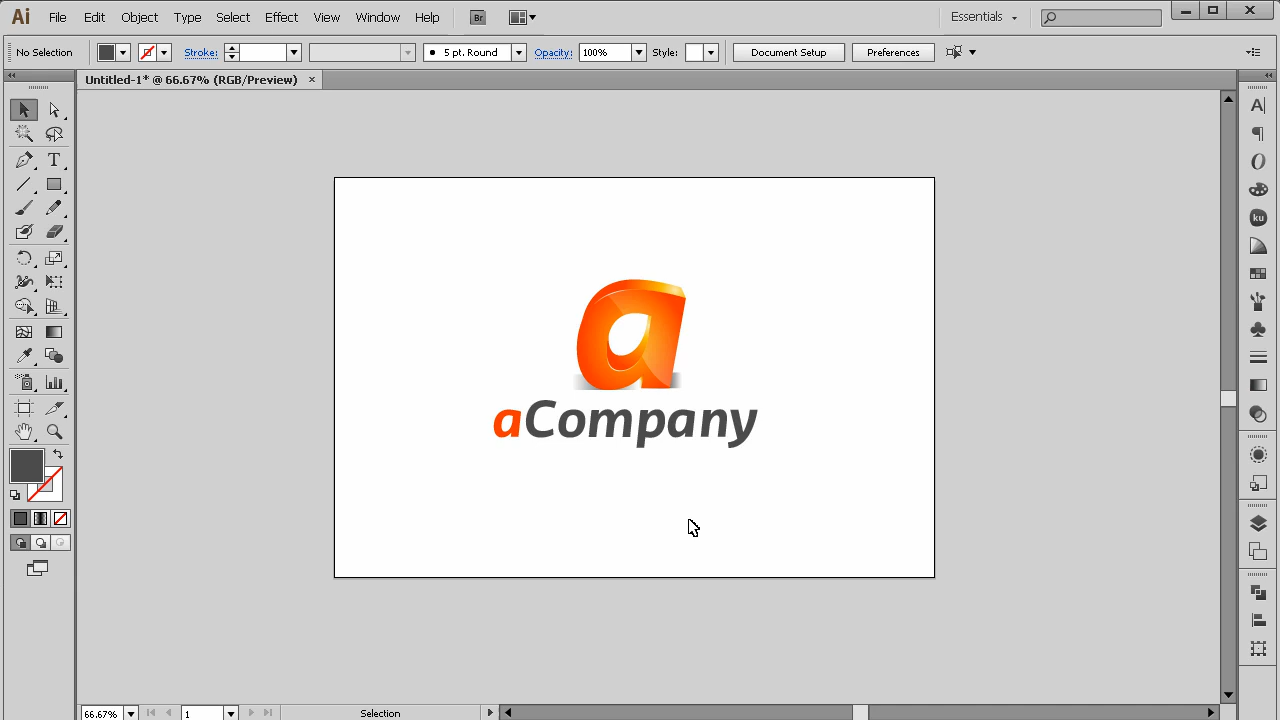 Ai File Edit Object Type Select Effect View Window Help Br Essentials
No Selection Stroke: 5 pt. Round Opacity: 100% Style: Document Setup Preferences
Untitled-1* @ 66.67% (RGB/Preview) ×
T
A
O
ku
a
aCompany
66.67% 1 Selection